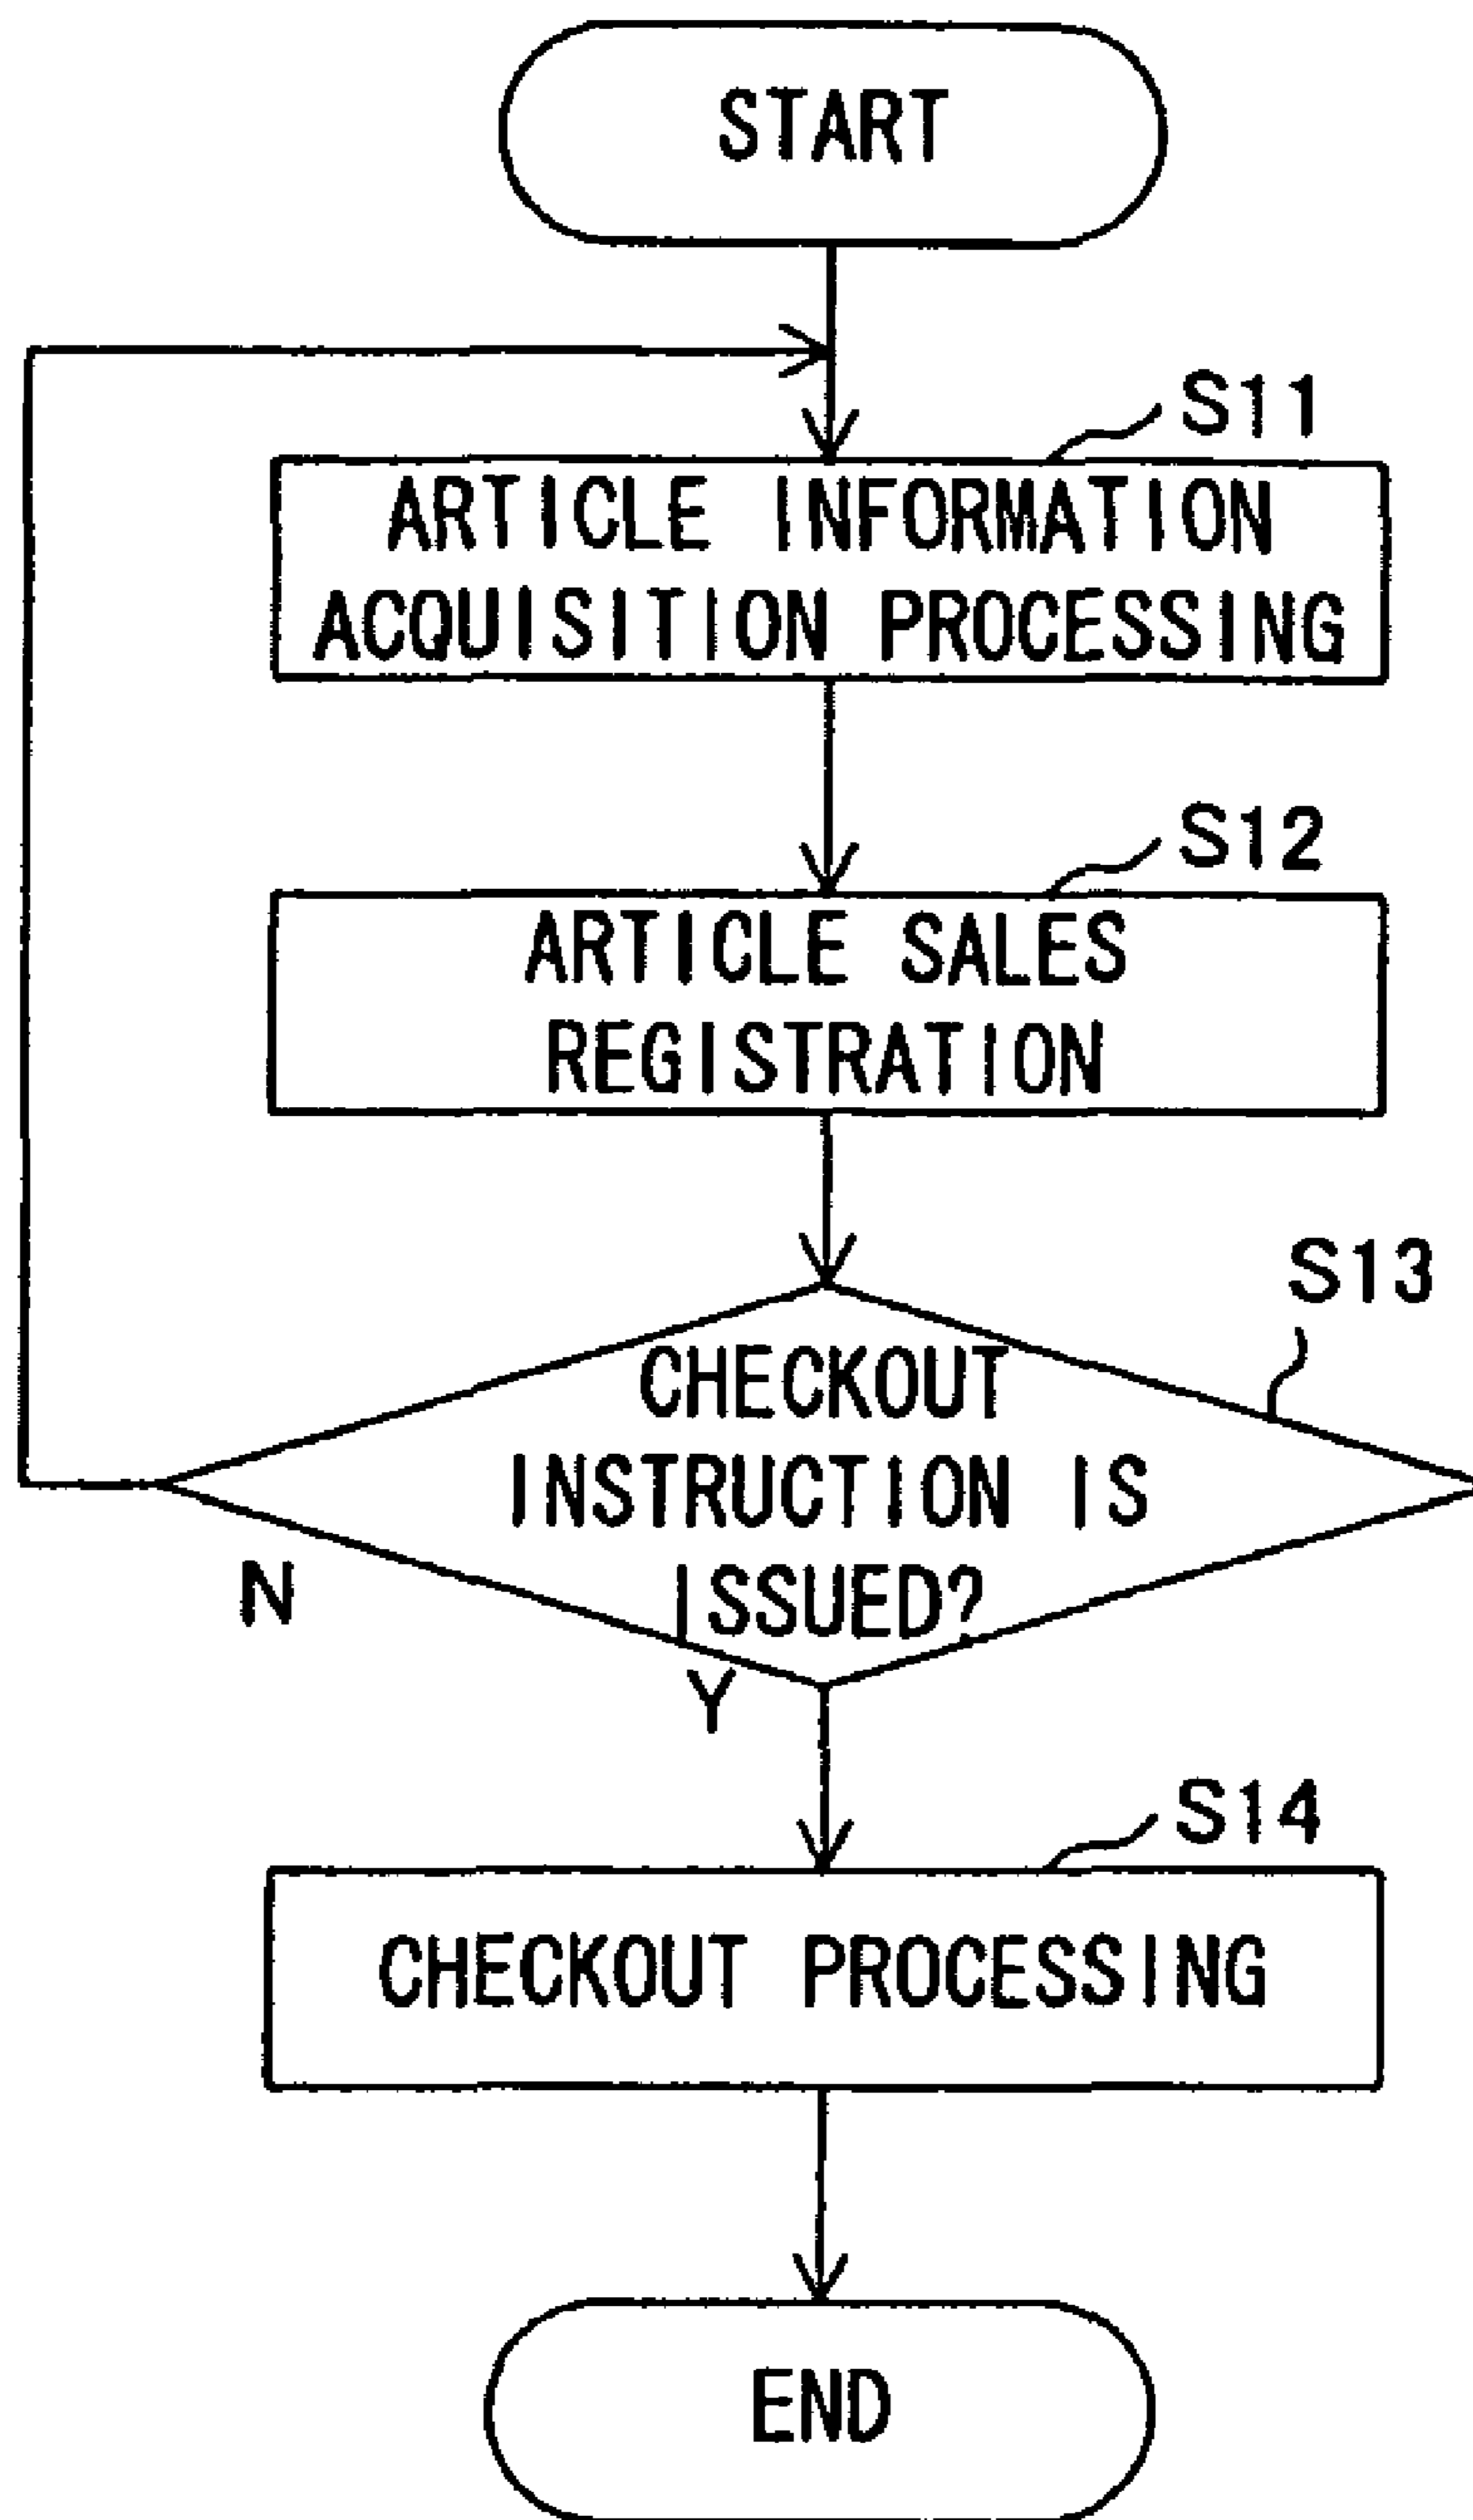 START
S11
ARTICLE INFORMATION
ACQUISITION PROCESSING
S12
ARTICLE SALES
REGISTRATION
S13
CHECKOUT
INSTRUCTION IS
ISSUED?
N
Y
S14
CHECKOUT PROCESSING
END